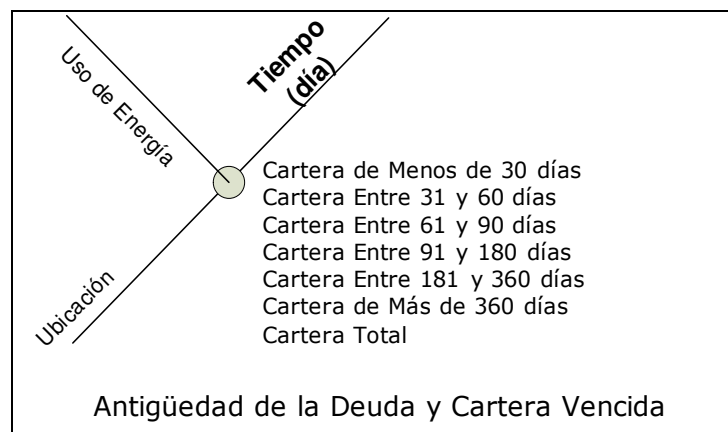 Uso de Energía
Tiempo
(día)
Ubicación
Cartera de Menos de 30 días
Cartera Entre 31 y 60 días
Cartera Entre 61 y 90 días
Cartera Entre 91 y 180 días
Cartera Entre 181 y 360 días
Cartera de Más de 360 días
Cartera Total
Antigüedad de la Deuda y Cartera Vencida